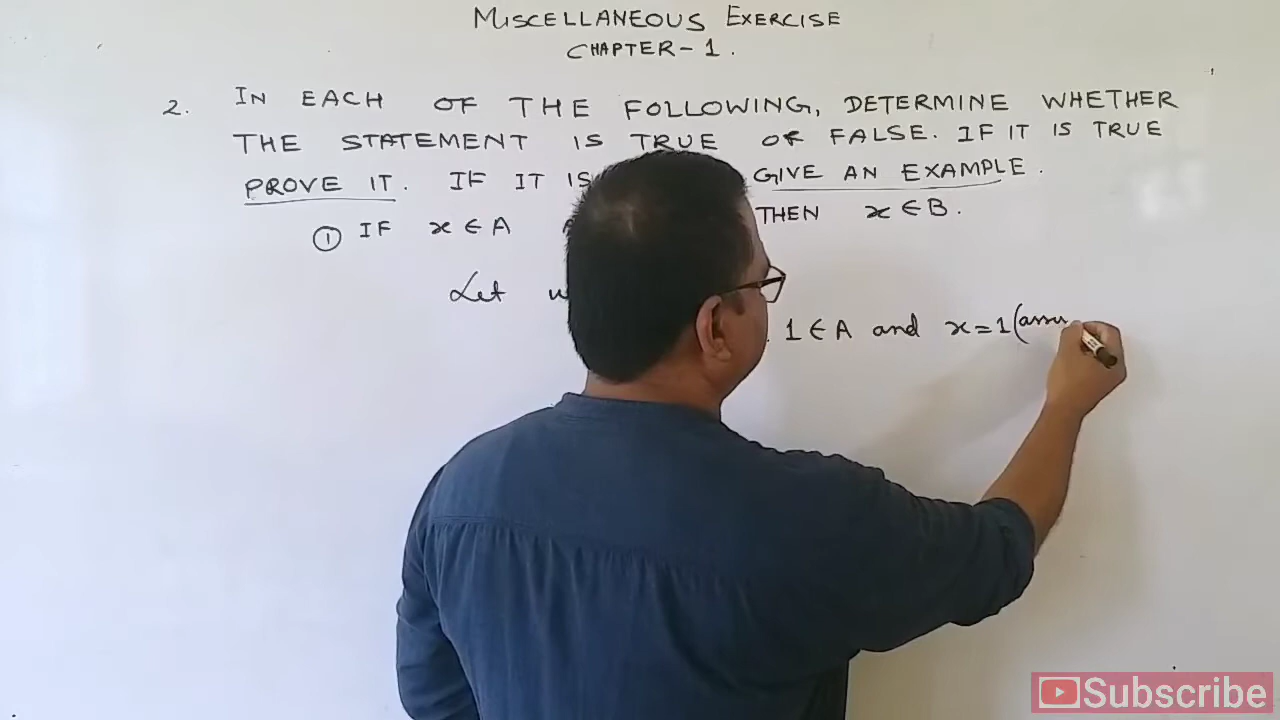 MISCELLANEOUS EXERCISE
CHAPTER-1.
2. IN EACH OF THE FOLLOWING, DETERMINE WHETHER
THE STATEMENT IS TRUE OR FALSE. IF IT IS TRUE
PROVE IT. IF IT IS GIVE AN EXAMPLE.
① IF x ∈ A THEN x ∈ B.
Let
1 ∈ A and x = 1 (assu
Subscribe